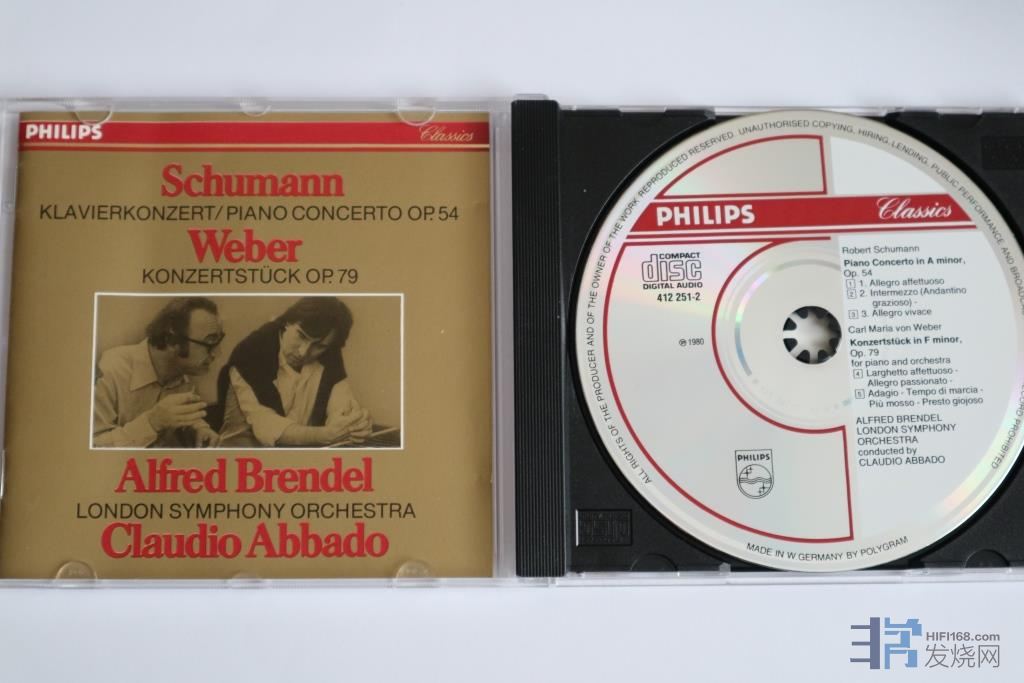 PHILIPS Classics
Schumann
KLAVIERKONZERT/PIANO CONCERTO OP. 54
Weber
KONZERTSTÜCK OP. 79
Alfred Brendel
LONDON SYMPHONY ORCHESTRA
Claudio Abbado
ALL RIGHTS OF THE PRODUCER AND OF THE OWNER OF THE WORK REPRODUCED RESERVED. UNAUTHORISED COPYING, HIRING, LENDING, PUBLIC PERFORMANCE AND
PROHIBITED
PHILIPS Classics
COMPACT
disc
DIGITAL AUDIO
412 251-2
℗ 1980
Robert Schumann
Piano Concerto in A minor,
Op. 54
1 1. Allegro affettuoso
2 2. Intermezzo (Andantino
grazioso) -
3 3. Allegro vivace
Carl Maria von Weber
Konzertstück in F minor,
Op. 79
for piano and orchestra
4 Larghetto affettuoso -
Allegro passionato -
5 Adagio - Tempo di marcia -
Più mosso - Presto giojoso
ALFRED BRENDEL
LONDON SYMPHONY
ORCHESTRA
conducted by
CLAUDIO ABBADO
PHILIPS
MADE IN W GERMANY BY POLYGRAM
HIFI168.com
发烧网